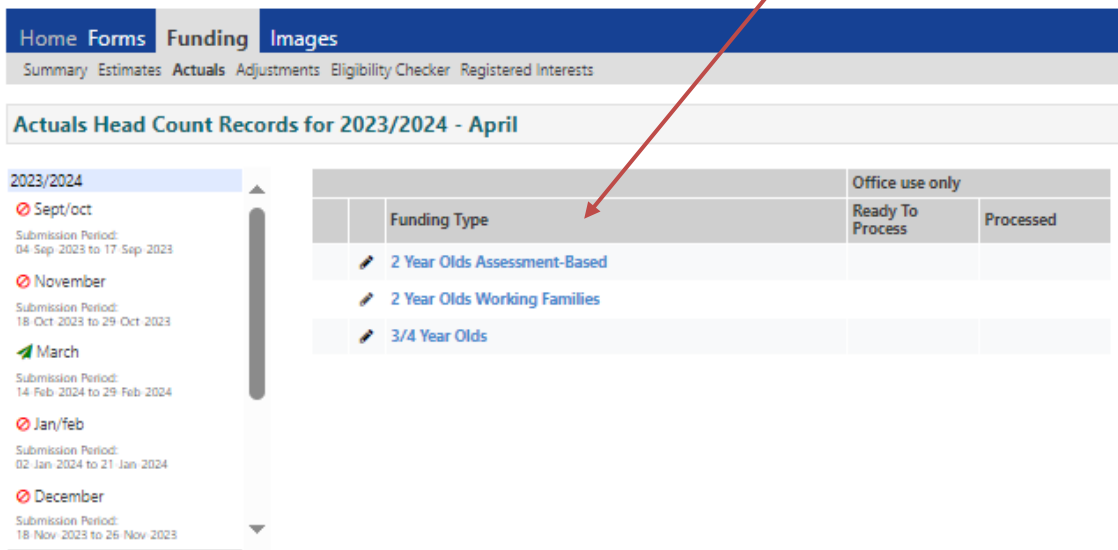 Home Forms Funding Images
Summary Estimates Actuals Adjustments Eligibility Checker Registered Interests
Actuals Head Count Records for 2023/2024 - April
2023/2024
Sept/oct
Submission Period:
04-Sep-2023 to 17-Sep-2023
November
Submission Period:
18-Oct-2023 to 29-Oct-2023
March
Submission Period:
14-Feb-2024 to 29-Feb-2024
Jan/feb
Submission Period:
02-Jan-2024 to 21-Jan-2024
December
Submission Period:
18-Nov-2023 to 26-Nov-2023
Office use only
Funding Type
Ready To
Process
Processed
2 Year Olds Assessment-Based
2 Year Olds Working Families
3/4 Year Olds